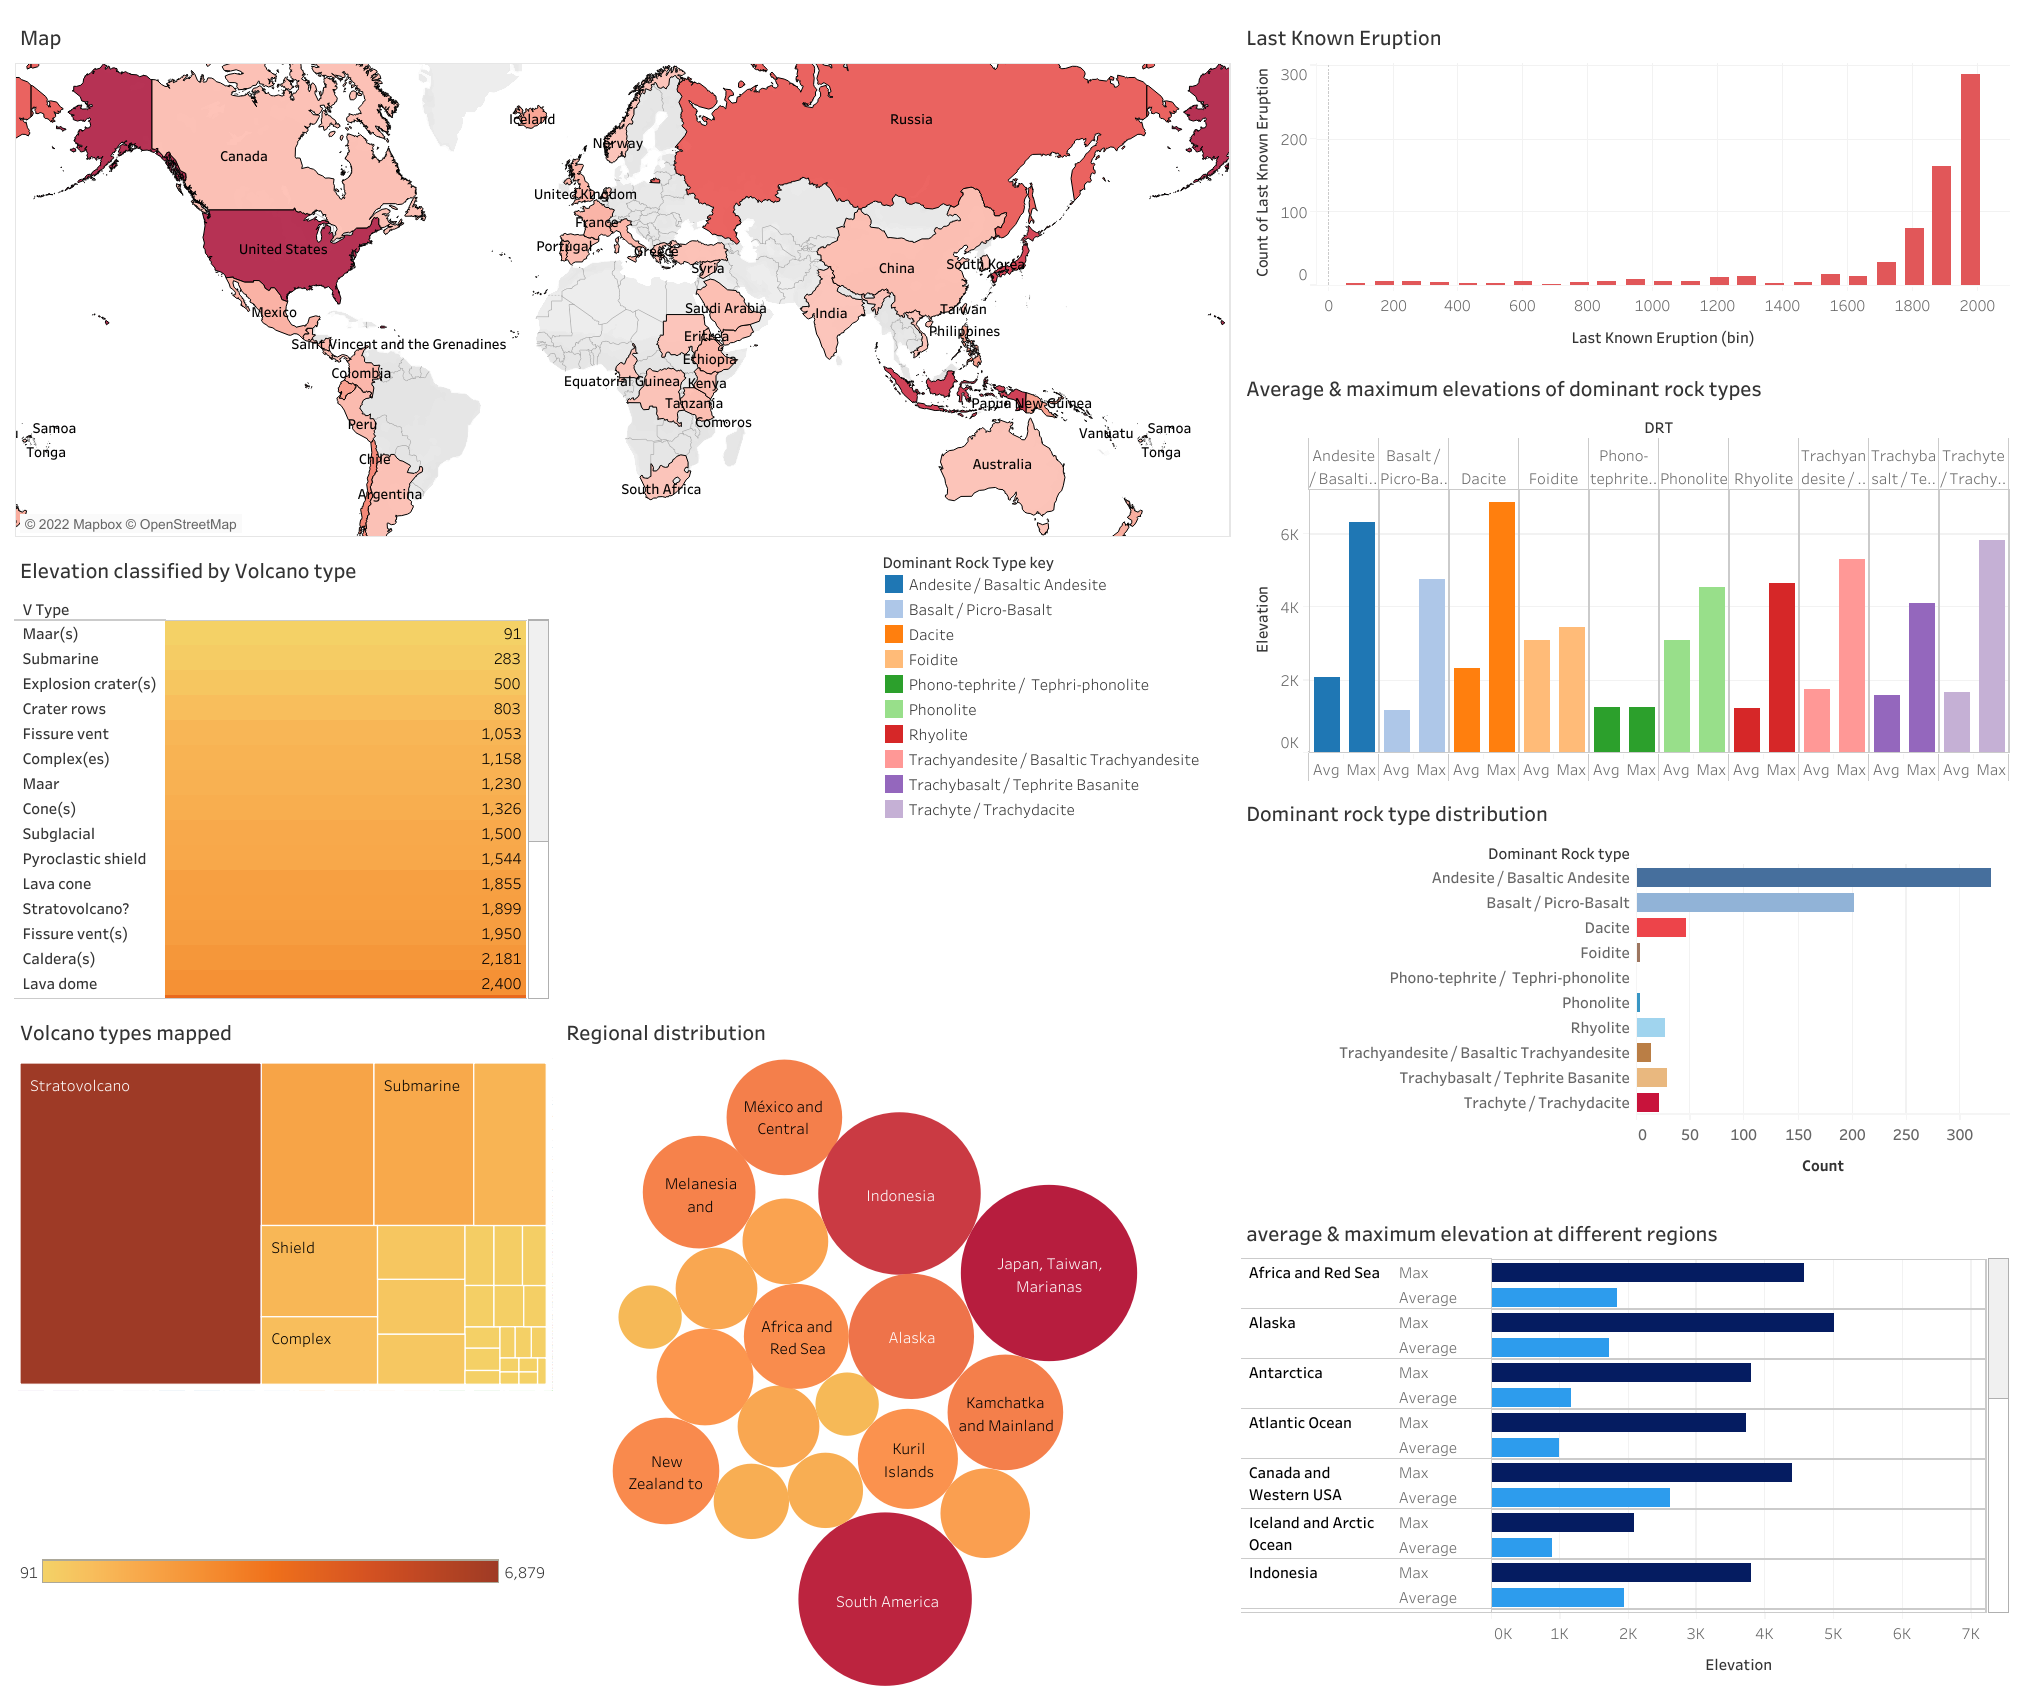 Map
Iceland
Russia
Norway
Canada
United Kingdom
France
United States
Portugal
Greece
Syria
China
South Korea
Saudi Arabia
India
Taiwan
Mexico
Philippines
Eritrea
Saint Vincent and the Grenadines
Ethiopia
Colombia
Equatorial Guinea
Kenya
Tanzania
Papua New Guinea
Comoros
Peru
Samoa
Vanuatu
Samoa
Tonga
Tonga
Chile
Australia
South Africa
Argentina
© 2022 Mapbox © OpenStreetMap
Last Known Eruption
Count of Last Known Eruption
300
200
100
0
0 200 400 600 800 1000 1200 1400 1600 1800 2000
Last Known Eruption (bin)
Average & maximum elevations of dominant rock types
DRT
Andesite / Basalti..
Basalt / Picro-Ba..
Dacite
Foidite
Phono-tephrite..
Phonolite
Rhyolite
Trachyan desite / ..
Trachyba salt / Te..
Trachyte / Trachy..
Elevation
6K
4K
2K
0K
Avg Max Avg Max Avg Max Avg Max Avg Max Avg Max Avg Max Avg Max Avg Max Avg Max
Elevation classified by Volcano type
V Type
Maar(s) 91
Submarine 283
Explosion crater(s) 500
Crater rows 803
Fissure vent 1,053
Complex(es) 1,158
Maar 1,230
Cone(s) 1,326
Subglacial 1,500
Pyroclastic shield 1,544
Lava cone 1,855
Stratovolcano? 1,899
Fissure vent(s) 1,950
Caldera(s) 2,181
Lava dome 2,400
Dominant Rock Type key
Andesite / Basaltic Andesite
Basalt / Picro-Basalt
Dacite
Foidite
Phono-tephrite / Tephri-phonolite
Phonolite
Rhyolite
Trachyandesite / Basaltic Trachyandesite
Trachybasalt / Tephrite Basanite
Trachyte / Trachydacite
Dominant rock type distribution
Dominant Rock type
Andesite / Basaltic Andesite
Basalt / Picro-Basalt
Dacite
Foidite
Phono-tephrite / Tephri-phonolite
Phonolite
Rhyolite
Trachyandesite / Basaltic Trachyandesite
Trachybasalt / Tephrite Basanite
Trachyte / Trachydacite
0 50 100 150 200 250 300
Count
Volcano types mapped
Stratovolcano
Submarine
Shield
Complex
91
6,879
Regional distribution
México and
Central
Melanesia
and
Indonesia
Japan, Taiwan,
Marianas
Africa and
Red Sea
Alaska
Kamchatka
and Mainland
New
Zealand to
Kuril
Islands
South America
average & maximum elevation at different regions
Africa and Red Sea Max
Average
Alaska Max
Average
Antarctica Max
Average
Atlantic Ocean Max
Average
Canada and Max
Western USA Average
Iceland and Arctic Max
Ocean Average
Indonesia Max
Average
0K 1K 2K 3K 4K 5K 6K 7K
Elevation